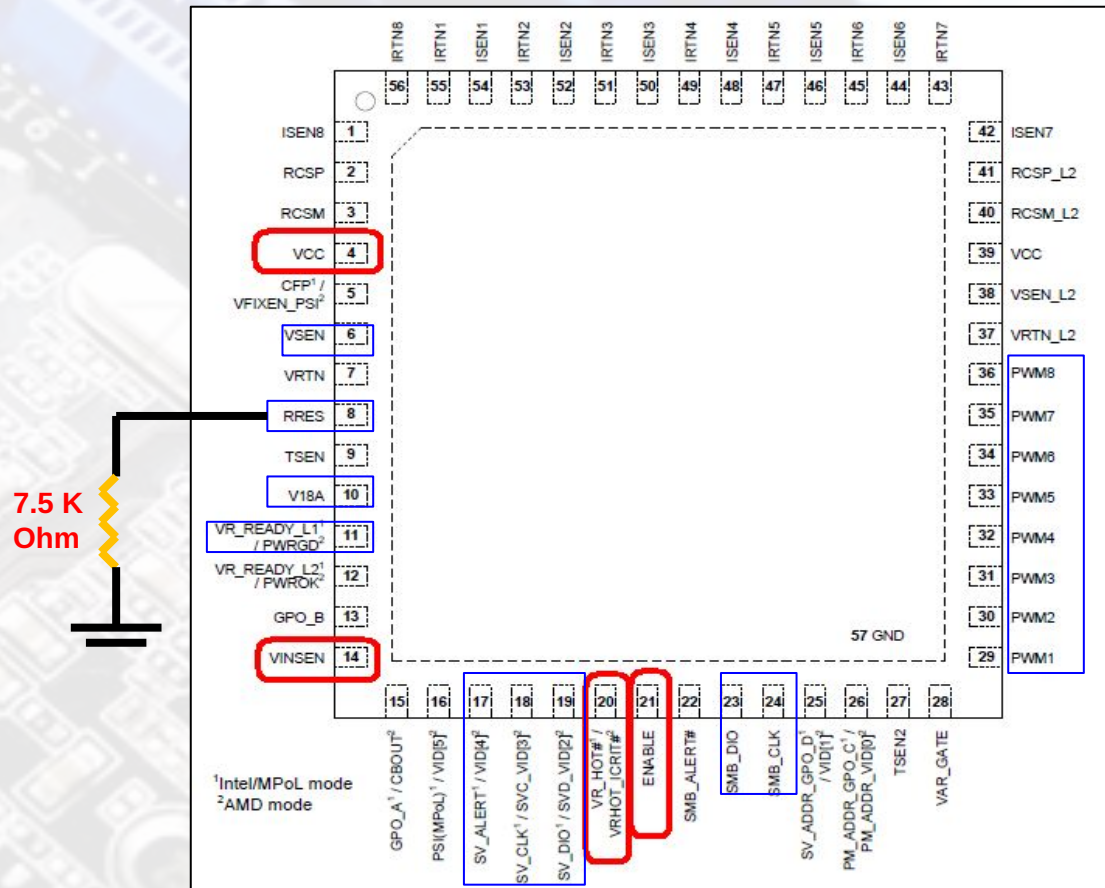 IRTN8
IRTN1
ISEN1
IRTN2
ISEN2
IRTN3
ISEN3
IRTN4
ISEN4
IRTN5
ISEN5
IRTN6
ISEN6
IRTN7
56 55 54 53 52 51 50 49 48 47 46 45 44 43
ISEN8 1
RCSP 2
RCSM 3
VCC 4
CFP¹ /
VFIXEN_PSI² 5
VSEN 6
VRTN 7
RRES 8
TSEN 9
V18A 10
VR_READY_L1¹
/ PWRGD² 11
VR_READY_L2¹
/ PWROK² 12
GPO_B 13
VINSEN 14
7.5 K
Ohm
42 ISEN7
41 RCSP_L2
40 RCSM_L2
39 VCC
38 VSEN_L2
37 VRTN_L2
36 PWM8
35 PWM7
34 PWM6
33 PWM5
32 PWM4
31 PWM3
30 PWM2
29 PWM1
57 GND
15 16 17 18 19 20 21 22 23 24 25 26 27 28
GPO_A¹ / CBOUT²
PSI(MPoL)¹ / VID[5]²
SV_ALERT¹ / VID[4]²
SV_CLK¹ / SVC_VID[3]²
SV_DIO¹ / SVD_VID[2]²
VR_HOT#¹ /
VRHOT_ICRIT#²
ENABLE
SMB_ALERT#
SMB_DIO
SMB_CLK
SV_ADDR_GPO_D¹
/ VID[1]²
PM_ADDR_GPO_C¹ /
PM_ADDR_VID[0]²
TSEN2
VAR_GATE
¹Intel/MPoL mode
²AMD mode